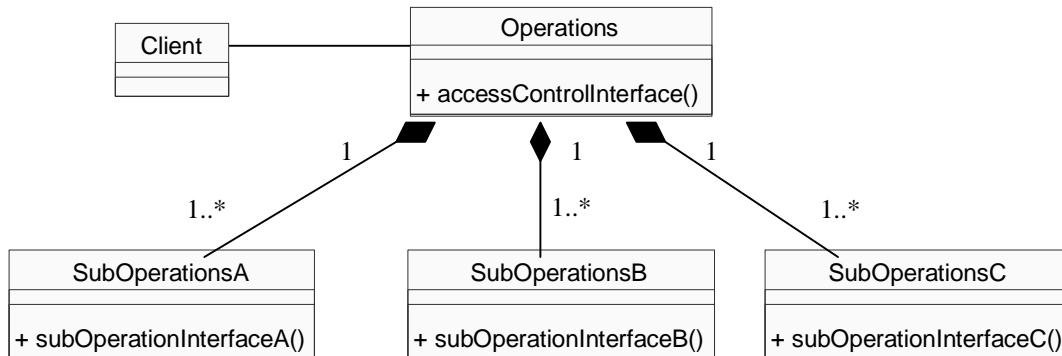 Operations
Client
+ accessControlInterface()
1
1
1
1..*
1..*
1..*
SubOperationsA
SubOperationsB
SubOperationsC
+ subOperationInterfaceA()
+ subOperationInterfaceB()
+ subOperationInterfaceC()